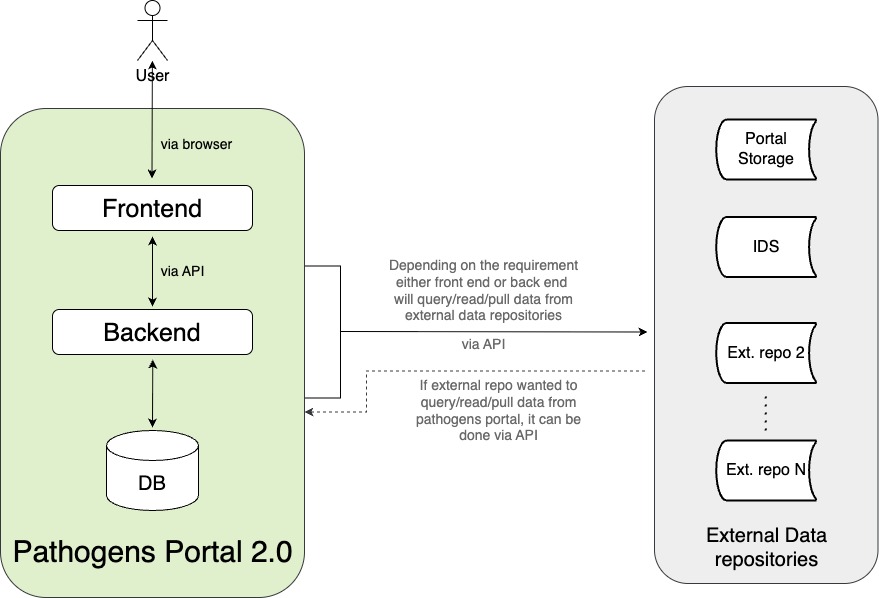 User
via browser
Frontend
via API
Backend
DB
Pathogens Portal 2.0
Depending on the requirement
either front end or back end
will query/read/pull data from
external data repositories
via API
If external repo wanted to
query/read/pull data from
pathogens portal, it can be
done via API
Portal
Storage
IDS
Ext. repo 2
Ext. repo N
External Data
repositories